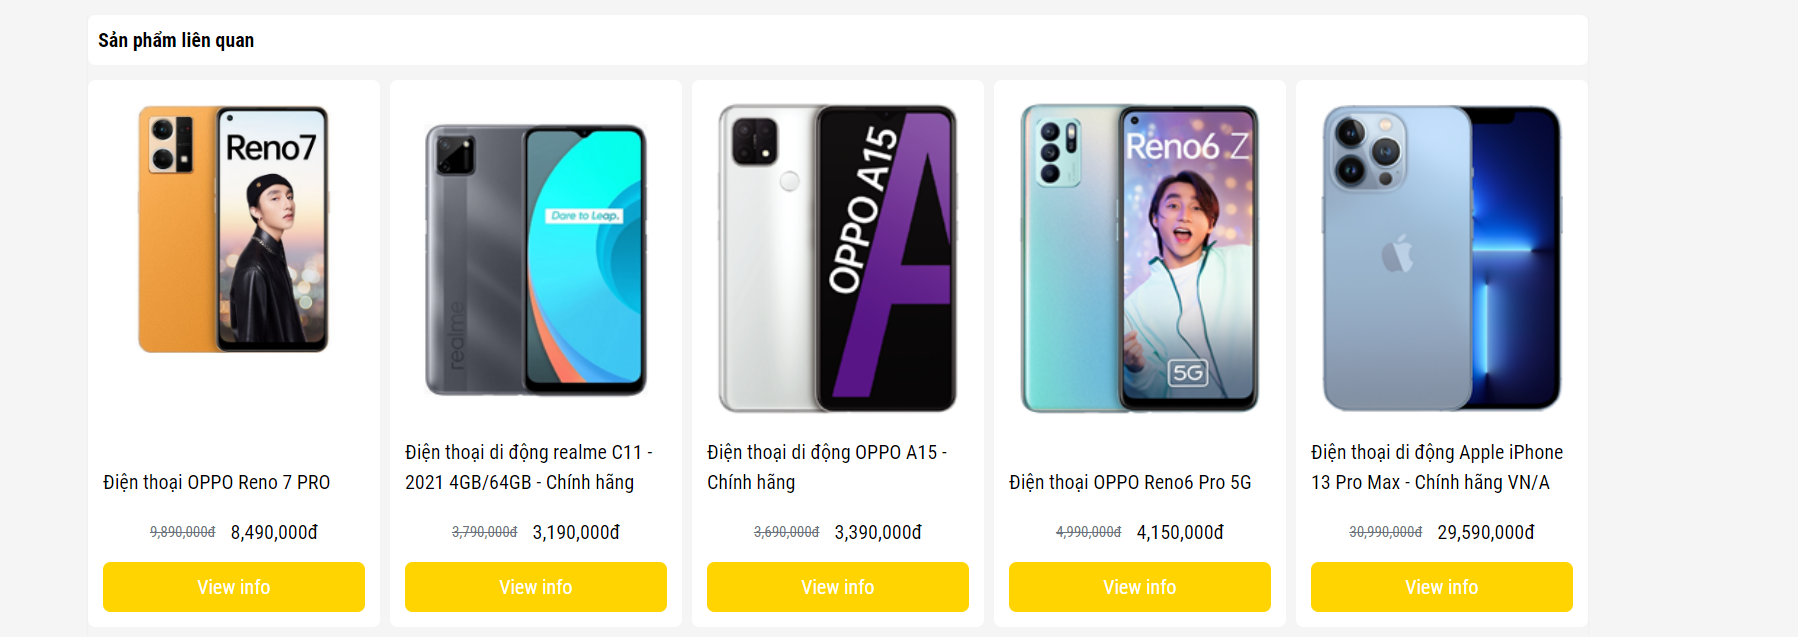 Sản phẩm liên quan
Reno7
Dare to Leap.
realme
OPPO A15
Reno6 Z
5G
Điện thoại OPPO Reno 7 PRO
Điện thoại di động realme C11 -
2021 4GB/64GB - Chính hãng
Điện thoại di động OPPO A15 -
Chính hãng
Điện thoại OPPO Reno6 Pro 5G
Điện thoại di động Apple iPhone
13 Pro Max - Chính hãng VN/A
9,890,000đ 8,490,000đ
3,790,000đ 3,190,000đ
3,690,000đ 3,390,000đ
4,990,000đ 4,150,000đ
30,990,000đ 29,590,000đ
View info
View info
View info
View info
View info